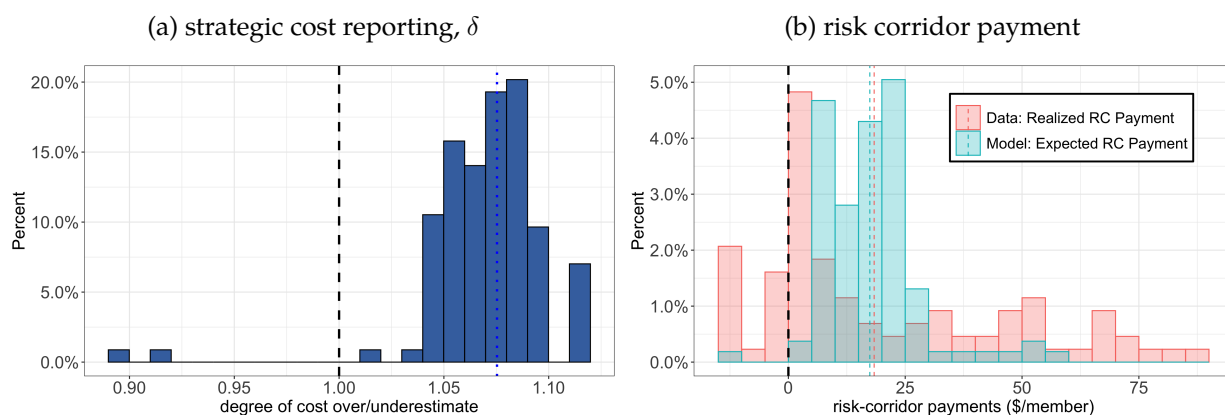 (a) strategic cost reporting, δ
20.0%
15.0%
10.0%
5.0%
0.0%
Percent
0.90
0.95
1.00
1.05
1.10
degree of cost over/underestimate
(b) risk corridor payment
5.0%
4.0%
3.0%
2.0%
1.0%
0.0%
Percent
Data: Realized RC Payment
Model: Expected RC Payment
0
25
50
75
risk-corridor payments ($/member)